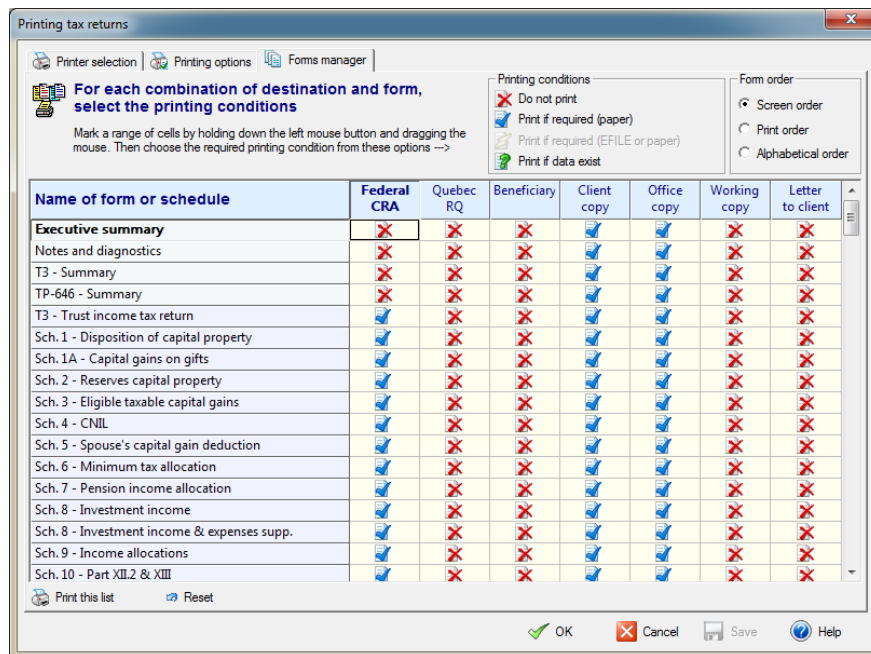 Printing tax returns
Printer selection
Printing options
Forms manager
For each combination of destination and form,
select the printing conditions
Mark a range of cells by holding down the left mouse button and dragging the
mouse. Then choose the required printing condition from these options --->
Printing conditions
Do not print
Print if required (paper)
Print if required (EFILE or paper)
Print if data exist
Form order
Screen order
Print order
Alphabetical order
Name of form or schedule
Federal
CRA
Quebec
RQ
Beneficiary
Client
copy
Office
copy
Working
copy
Letter
to client
Executive summary
Notes and diagnostics
T3 - Summary
TP-646 - Summary
T3 - Trust income tax return
Sch. 1 - Disposition of capital property
Sch. 1A - Capital gains on gifts
Sch. 2 - Reserves capital property
Sch. 3 - Eligible taxable capital gains
Sch. 4 - CNIL
Sch. 5 - Spouse's capital gain deduction
Sch. 6 - Minimum tax allocation
Sch. 7 - Pension income allocation
Sch. 8 - Investment income
Sch. 8 - Investment income & expenses supp.
Sch. 9 - Income allocations
Sch. 10 - Part XII.2 & XIII
Print this list
Reset
OK
Cancel
Save
Help